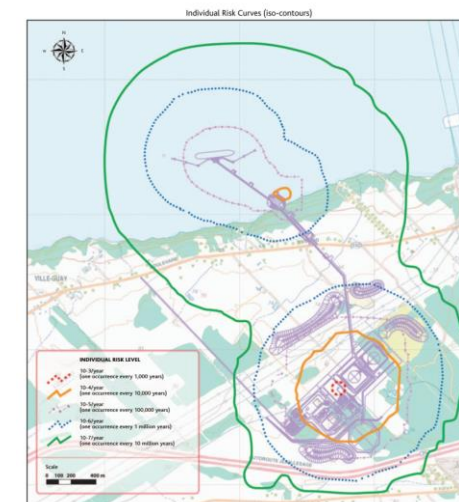 Individual Risk Curves (iso-contours)
N
S
VILLE-GUAY
INDIVIDUAL RISK LEVEL
10-3/year
(one occurrence every 1,000 years)
10-4/year
(one occurrence every 10,000 years)
10-5/year
(one occurrence every 100,000 years)
10-6/year
(one occurrence every 1 million years)
10-7/year
(one occurrence every 10 million years)
Scale
0 100 200 400 m